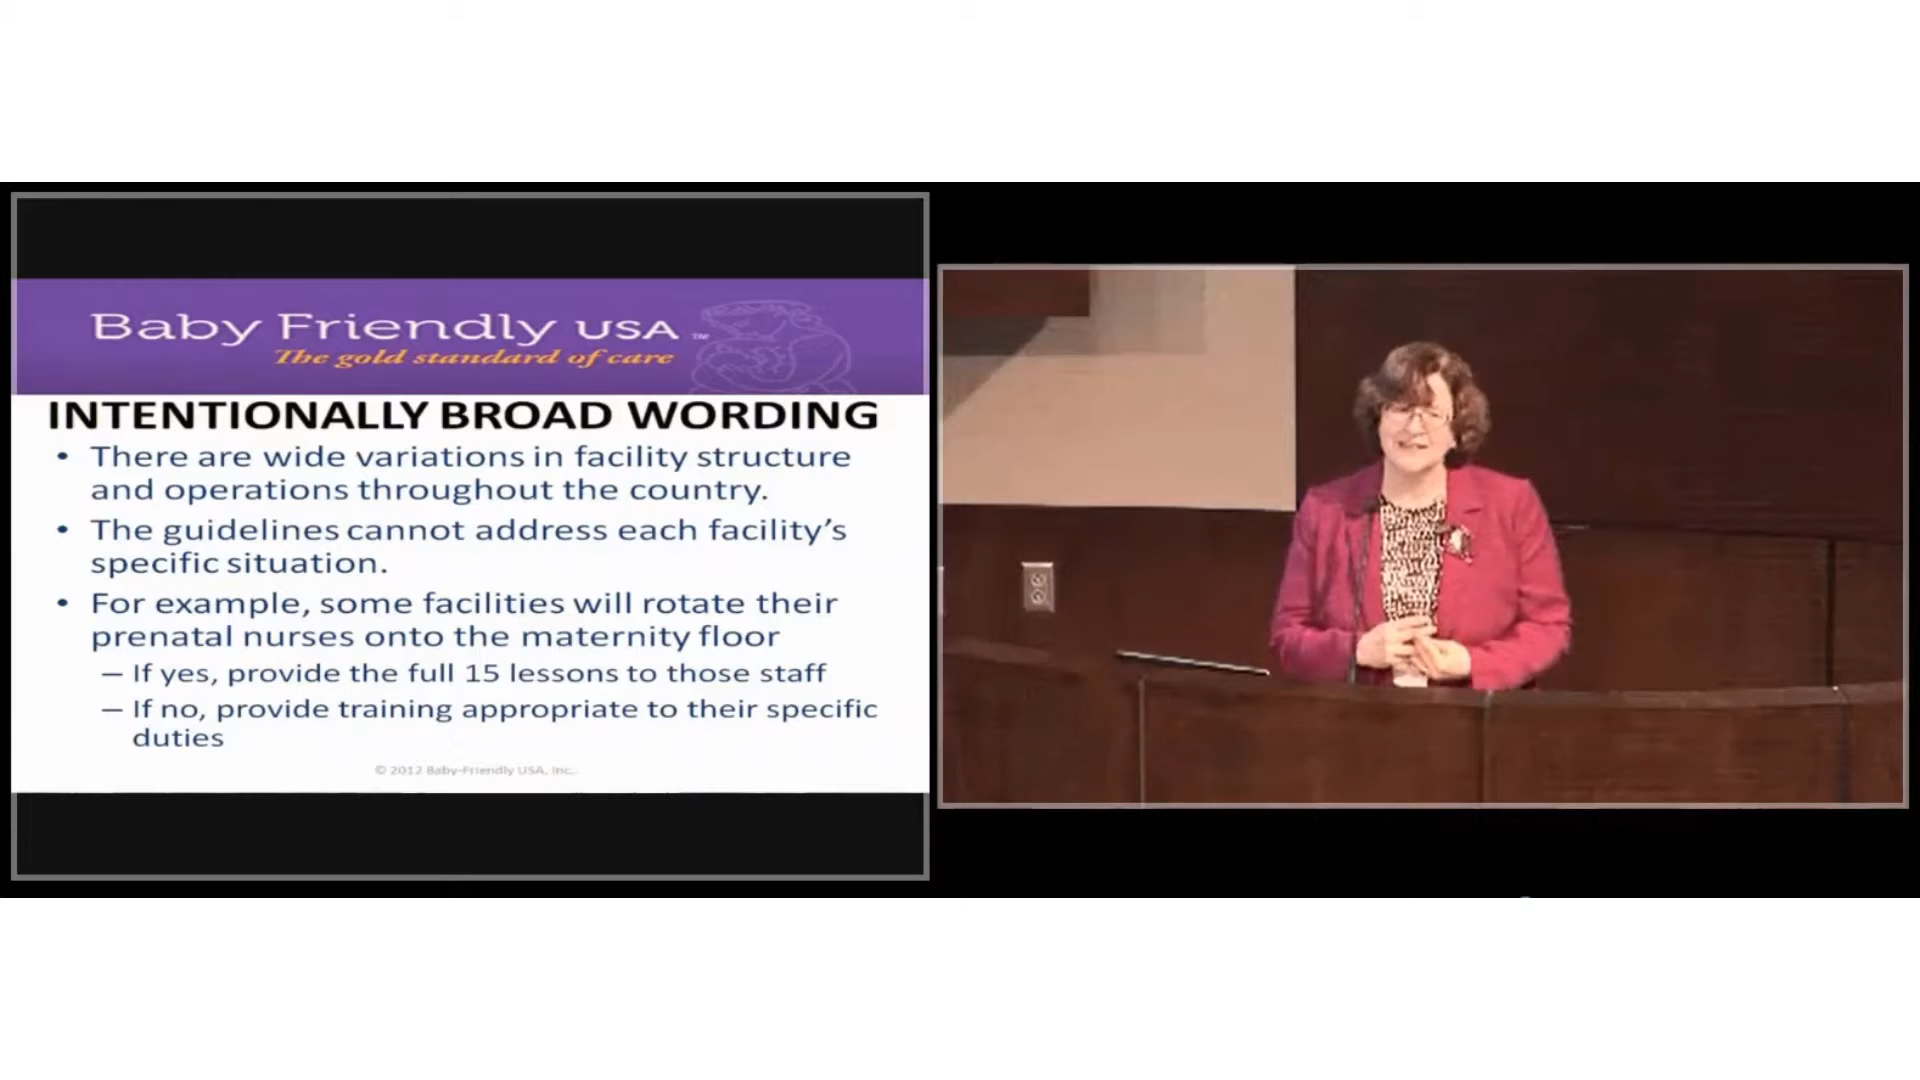 Baby Friendly USA™
The gold standard of care
INTENTIONALLY BROAD WORDING
• There are wide variations in facility structure
and operations throughout the country.
• The guidelines cannot address each facility’s
specific situation.
• For example, some facilities will rotate their
prenatal nurses onto the maternity floor
– If yes, provide the full 15 lessons to those staff
– If no, provide training appropriate to their specific
duties
© 2012 Baby-Friendly USA, Inc.